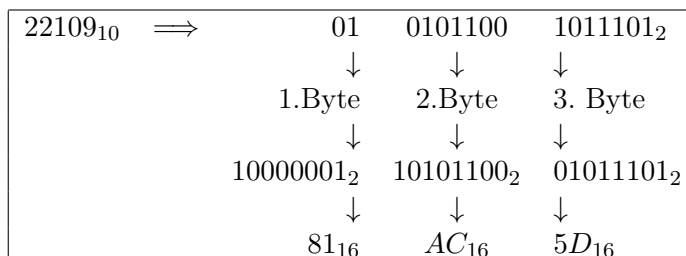 22109₁₀ ⟹ 01 0101100 1011101₂
↓ ↓ ↓
1.Byte 2.Byte 3. Byte
↓ ↓ ↓
10000001₂ 10101100₂ 01011101₂
↓ ↓ ↓
81₁₆ AC₁₆ 5D₁₆